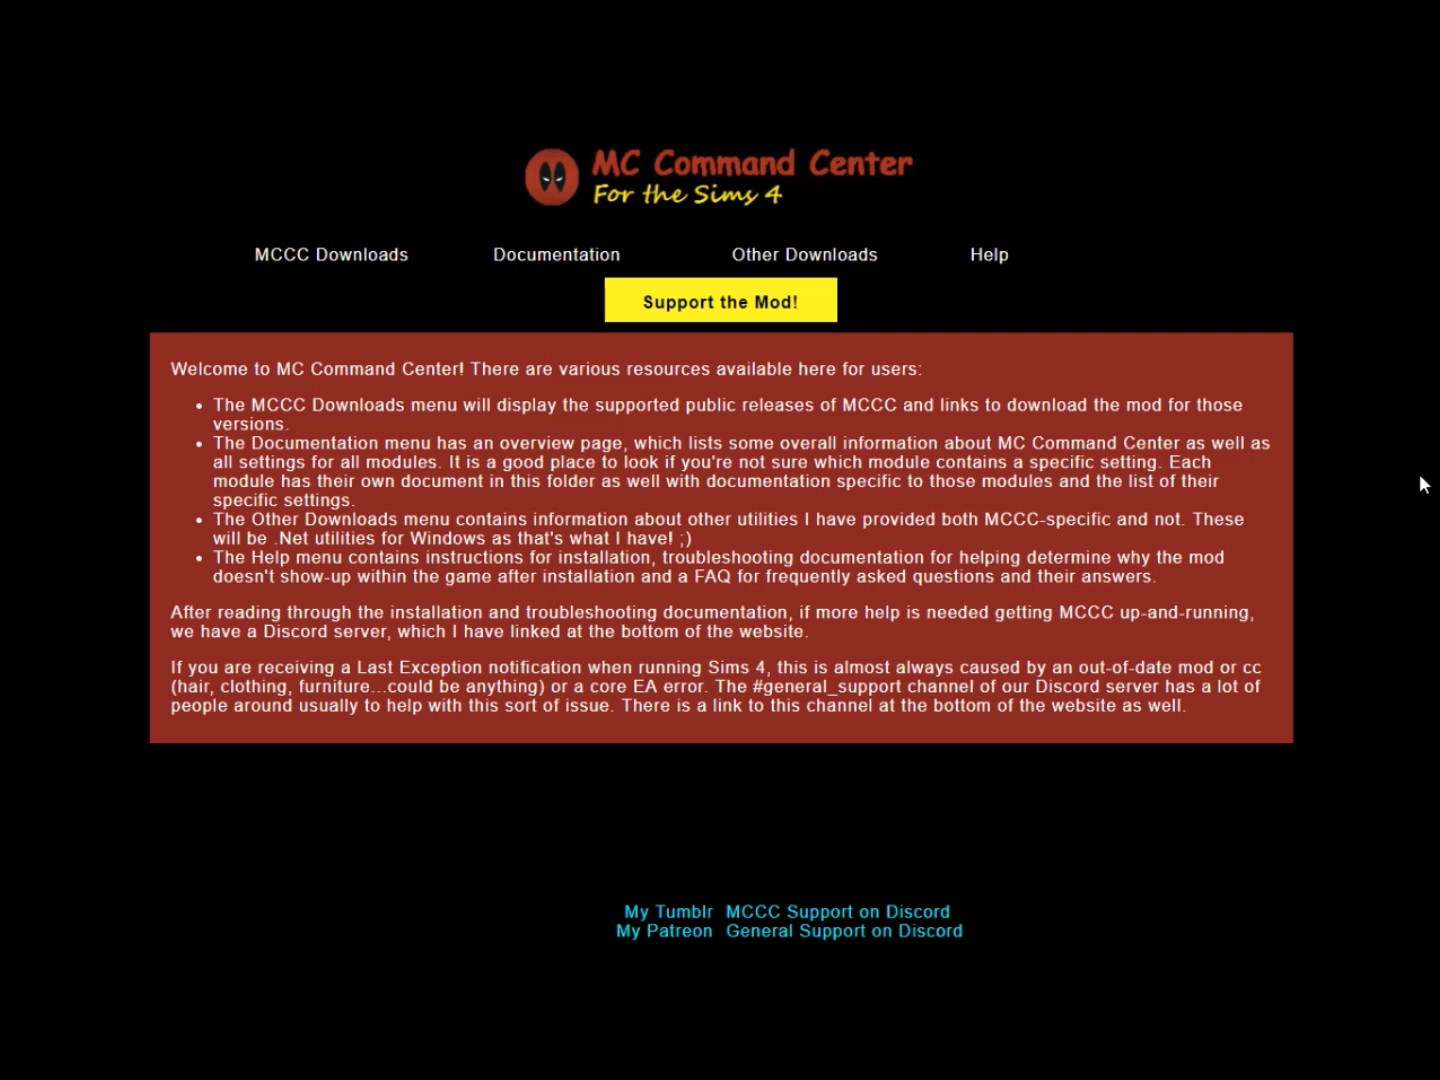 MC Command Center
For the Sims 4
MCCC Downloads Documentation Other Downloads Help
Support the Mod!
Welcome to MC Command Center! There are various resources available here for users:
• The MCCC Downloads menu will display the supported public releases of MCCC and links to download the mod for those
versions.
• The Documentation menu has an overview page, which lists some overall information about MC Command Center as well as
all settings for all modules. It is a good place to look if you're not sure which module contains a specific setting. Each
module has their own document in this folder as well with documentation specific to those modules and the list of their
specific settings.
• The Other Downloads menu contains information about other utilities I have provided both MCCC-specific and not. These
will be .Net utilities for Windows as that's what I have! ;)
• The Help menu contains instructions for installation, troubleshooting documentation for helping determine why the mod
doesn't show-up within the game after installation and a FAQ for frequently asked questions and their answers.
After reading through the installation and troubleshooting documentation, if more help is needed getting MCCC up-and-running,
we have a Discord server, which I have linked at the bottom of the website.
If you are receiving a Last Exception notification when running Sims 4, this is almost always caused by an out-of-date mod or cc
(hair, clothing, furniture...could be anything) or a core EA error. The #general_support channel of our Discord server has a lot of
people around usually to help with this sort of issue. There is a link to this channel at the bottom of the website as well.
My Tumblr MCCC Support on Discord
My Patreon General Support on Discord